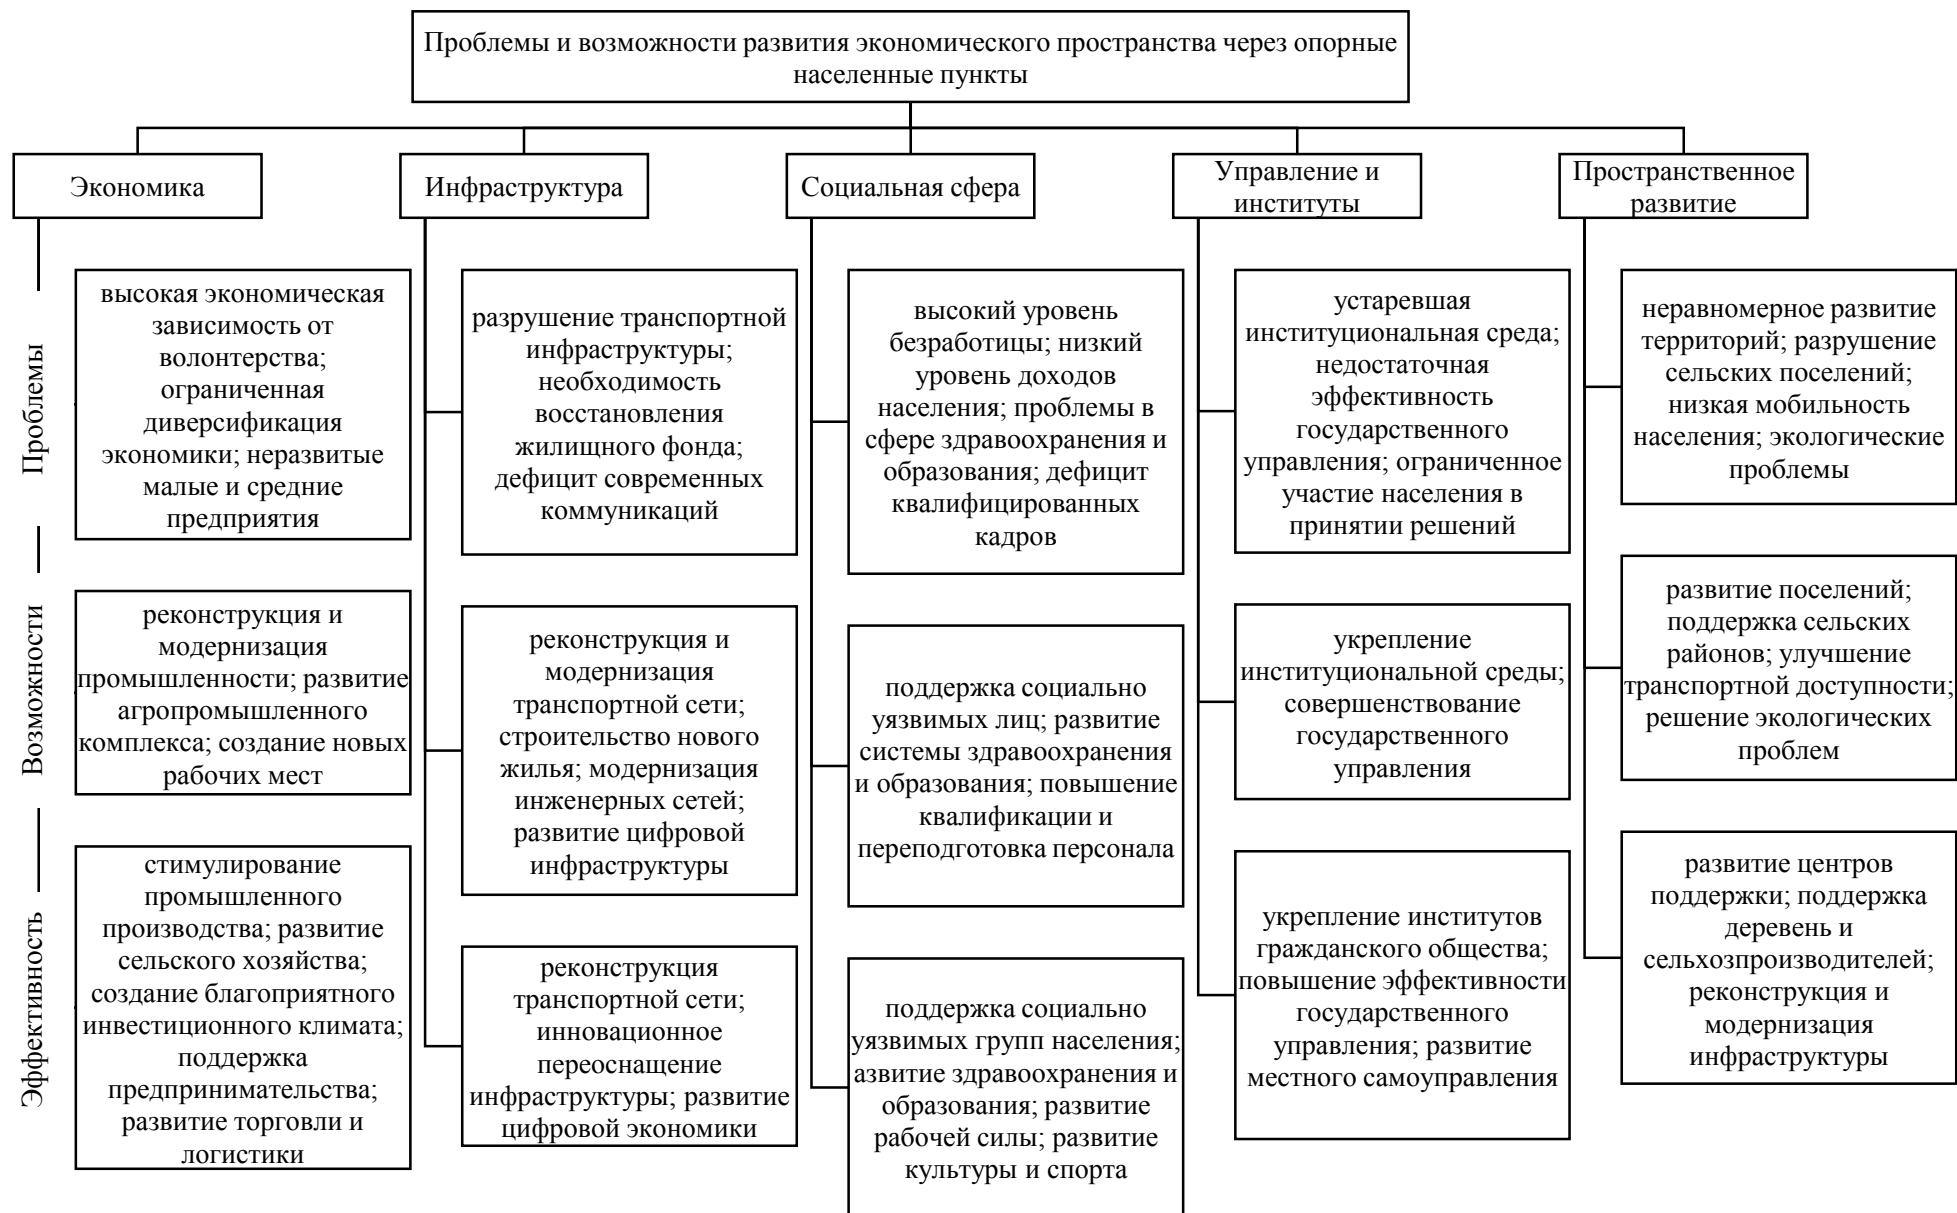 Проблемы и возможности развития экономического пространства через опорные
населенные пункты
Экономика
Инфраструктура
Социальная сфера
Управление и
институты
Пространственное
развитие
Проблемы
высокая экономическая
зависимость от
волонтерства;
ограниченная
диверсификация
экономики; неразвитые
малые и средние
предприятия
разрушение транспортной
инфраструктуры;
необходимость
восстановления
жилищного фонда;
дефицит современных
коммуникаций
высокий уровень
безработицы; низкий
уровень доходов
населения; проблемы в
сфере здравоохранения и
образования; дефицит
квалифицированных
кадров
устаревшая
институциональная среда;
недостаточная
эффективность
государственного
управления; ограниченное
участие населения в
принятии решений
неравномерное развитие
территорий; разрушение
сельских поселений;
низкая мобильность
населения; экологические
проблемы
Возможности
реконструкция и
модернизация
промышленности; развитие
агропромышленного
комплекса; создание новых
рабочих мест
реконструкция и
модернизация
транспортной сети;
строительство нового
жилья; модернизация
инженерных сетей;
развитие цифровой
инфраструктуры
поддержка социально
уязвимых лиц; развитие
системы здравоохранения
и образования; повышение
квалификации и
переподготовка персонала
укрепление
институциональной среды;
совершенствование
государственного
управления
развитие поселений;
поддержка сельских
районов; улучшение
транспортной доступности;
решение экологических
проблем
Эффективность
стимулирование
промышленного
производства; развитие
сельского хозяйства;
создание благоприятного
инвестиционного климата;
поддержка
предпринимательства;
развитие торговли и
логистики
реконструкция
транспортной сети;
инновационное
переоснащение
инфраструктуры; развитие
цифровой экономики
поддержка социально
уязвимых групп населения;
азвитие здравоохранения и
образования; развитие
рабочей силы; развитие
культуры и спорта
укрепление институтов
гражданского общества;
повышение эффективности
государственного
управления; развитие
местного самоуправления
развитие центров
поддержки; поддержка
деревень и
сельхозпроизводителей;
реконструкция и
модернизация
инфраструктуры